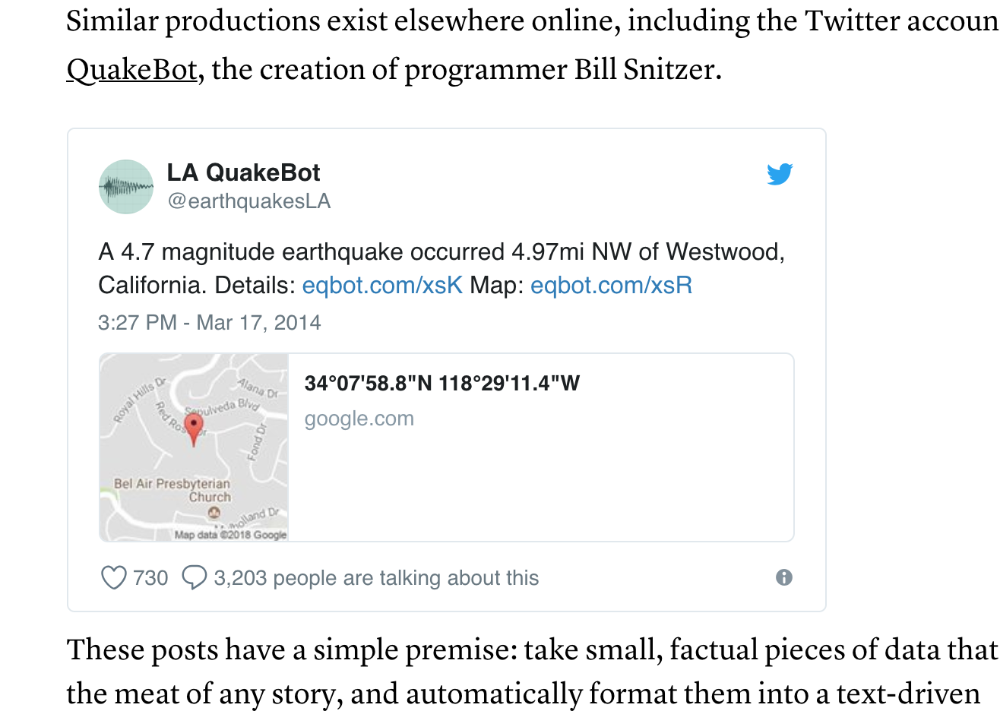 Similar productions exist elsewhere online, including the Twitter accoun
QuakeBot, the creation of programmer Bill Snitzer.
LA QuakeBot
@earthquakesLA
A 4.7 magnitude earthquake occurred 4.97mi NW of Westwood,
California. Details: eqbot.com/xsK Map: eqbot.com/xsR
3:27 PM - Mar 17, 2014
Royal Hills Dr
Alana Dr
Sepulveda Blvd
Red Ros
Dr
Fond Dr
Bel Air Presbyterian
Church
holland Dr
Map data ©2018 Google
34°07'58.8"N 118°29'11.4"W
google.com
730 3,203 people are talking about this
These posts have a simple premise: take small, factual pieces of data that
the meat of any story, and automatically format them into a text-driven